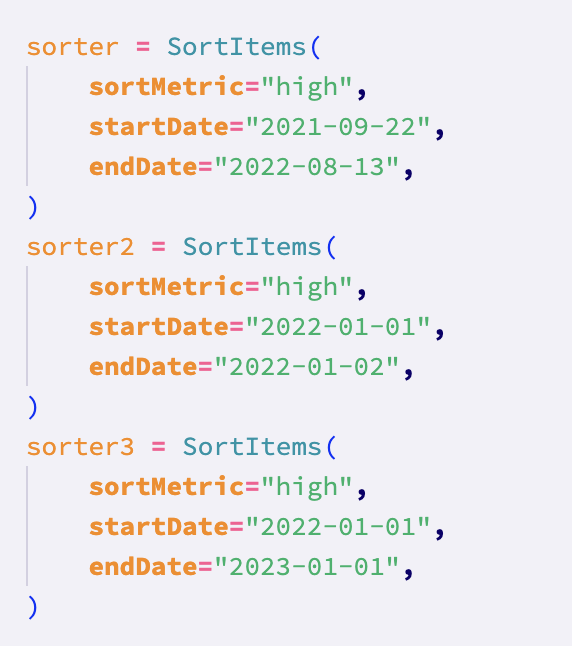 sorter = SortItems(
    sortMetric="high",
    startDate="2021-09-22",
    endDate="2022-08-13",
)
sorter2 = SortItems(
    sortMetric="high",
    startDate="2022-01-01",
    endDate="2022-01-02",
)
sorter3 = SortItems(
    sortMetric="high",
    startDate="2022-01-01",
    endDate="2023-01-01",
)